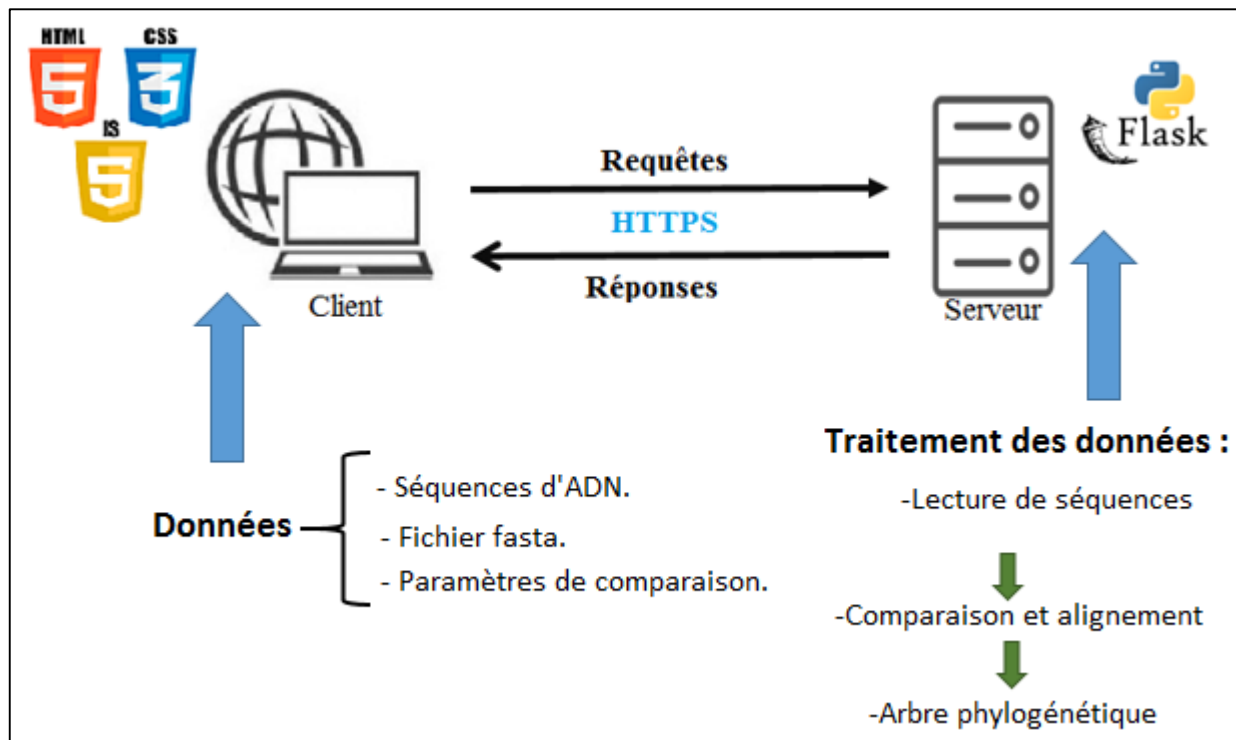 HTML
CSS
JS
Requêtes
HTTPS
Réponses
Client
Serveur
Flask
Données
- Séquences d'ADN.
- Fichier fasta.
- Paramètres de comparaison.
Traitement des données :
-Lecture de séquences
-Comparaison et alignement
-Arbre phylogénétique